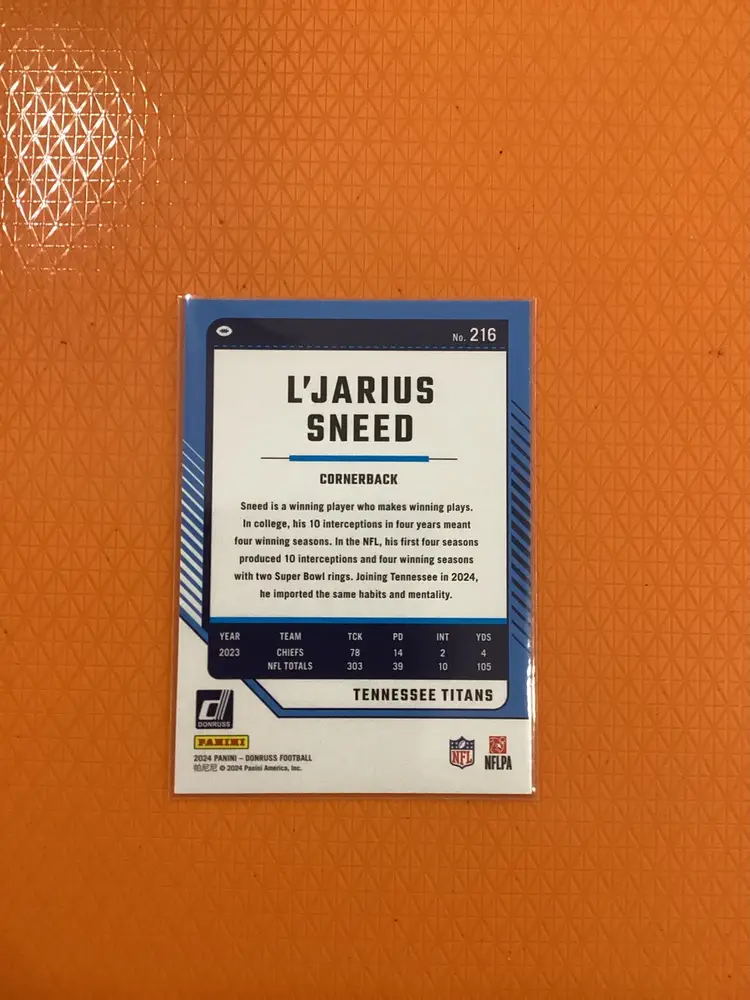 No. 216
L'JARIUS
SNEED
CORNERBACK
Sneed is a winning player who makes winning plays.
In college, his 10 interceptions in four years meant
four winning seasons. In the NFL, his first four seasons
produced 10 interceptions and four winning seasons
with two Super Bowl rings. Joining Tennessee in 2024,
he imported the same habits and mentality.
YEAR TEAM TCK PD INT YDS
2023 CHIEFS 78 14 2 4
NFL TOTALS 303 39 10 105
TENNESSEE TITANS
d
DONRUSS
PANINI
2024 PANINI – DONRUSS FOOTBALL
帕尼尼 © 2024 Panini America, Inc.
NFL
NFLPA